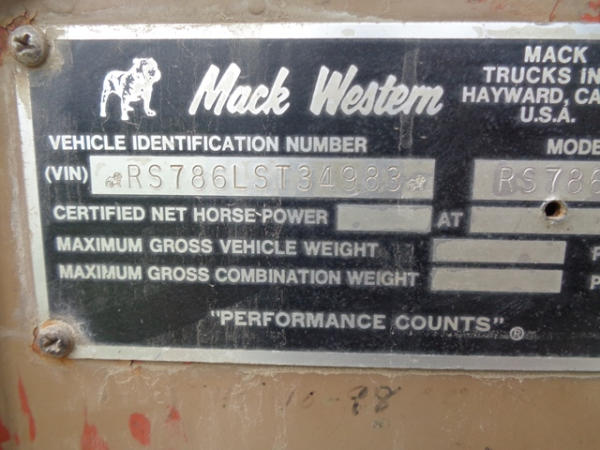 MACK
TRUCKS IN
Mack Western HAYWARD, CA
U.S.A.
VEHICLE IDENTIFICATION NUMBER MODE
(VIN) RS786LST34983 RS786
CERTIFIED NET HORSE-POWER AT
MAXIMUM GROSS VEHICLE WEIGHT P
MAXIMUM GROSS COMBINATION WEIGHT P
"PERFORMANCE COUNTS" ®